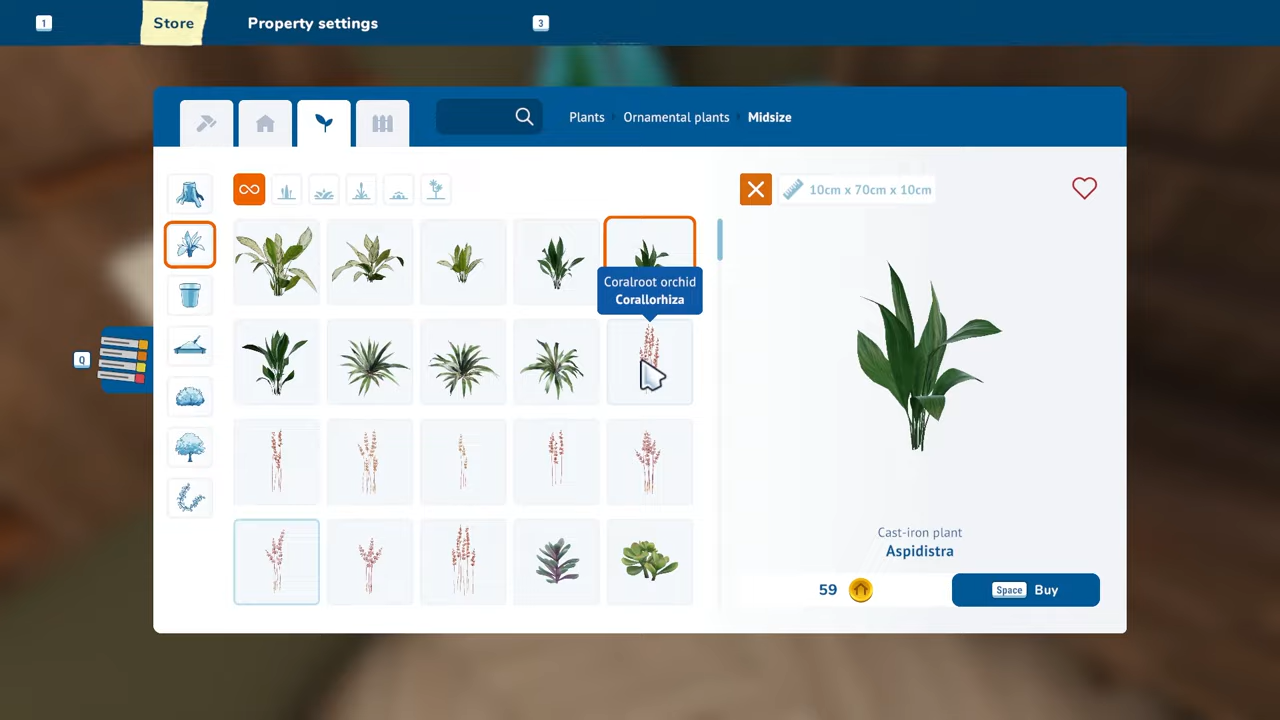 1
Store
Property settings
3
Plants
Ornamental plants
Midsize
10cm x 70cm x 10cm
Coralroot orchid
Corallorhiza
Q
Cast-iron plant
Aspidistra
59
Space
Buy